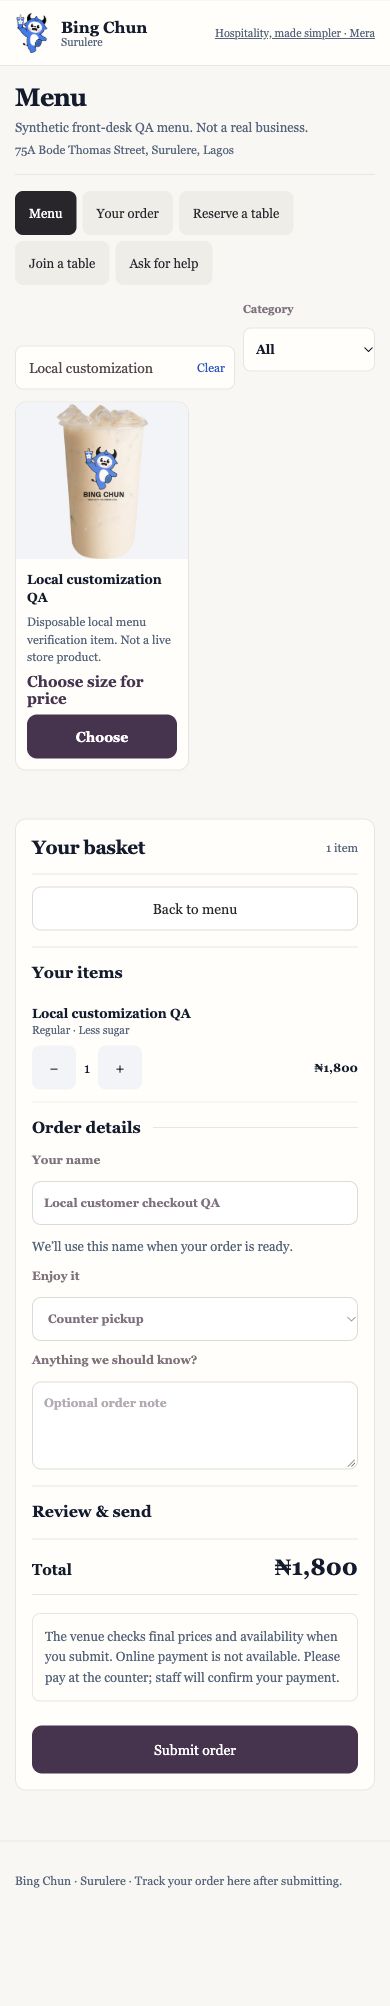 Bing Chun
Surulere
Hospitality, made simpler · Mera
Menu
Synthetic front-desk QA menu. Not a real business.
75A Bode Thomas Street, Surulere, Lagos
Menu
Your order
Reserve a table
Join a table
Ask for help
Category
All
Local customization
Clear
BING CHUN
Local customization
QA
Disposable local menu
verification item. Not a live
store product.
Choose size for
price
Choose
Your basket
1 item
Back to menu
Your items
Local customization QA
Regular · Less sugar
−
1
+
₦1,800
Order details
Your name
Local customer checkout QA
We’ll use this name when your order is ready.
Enjoy it
Counter pickup
Anything we should know?
Optional order note
Review & send
Total
₦1,800
The venue checks final prices and availability when
you submit. Online payment is not available. Please
pay at the counter; staff will confirm your payment.
Submit order
Bing Chun · Surulere · Track your order here after submitting.